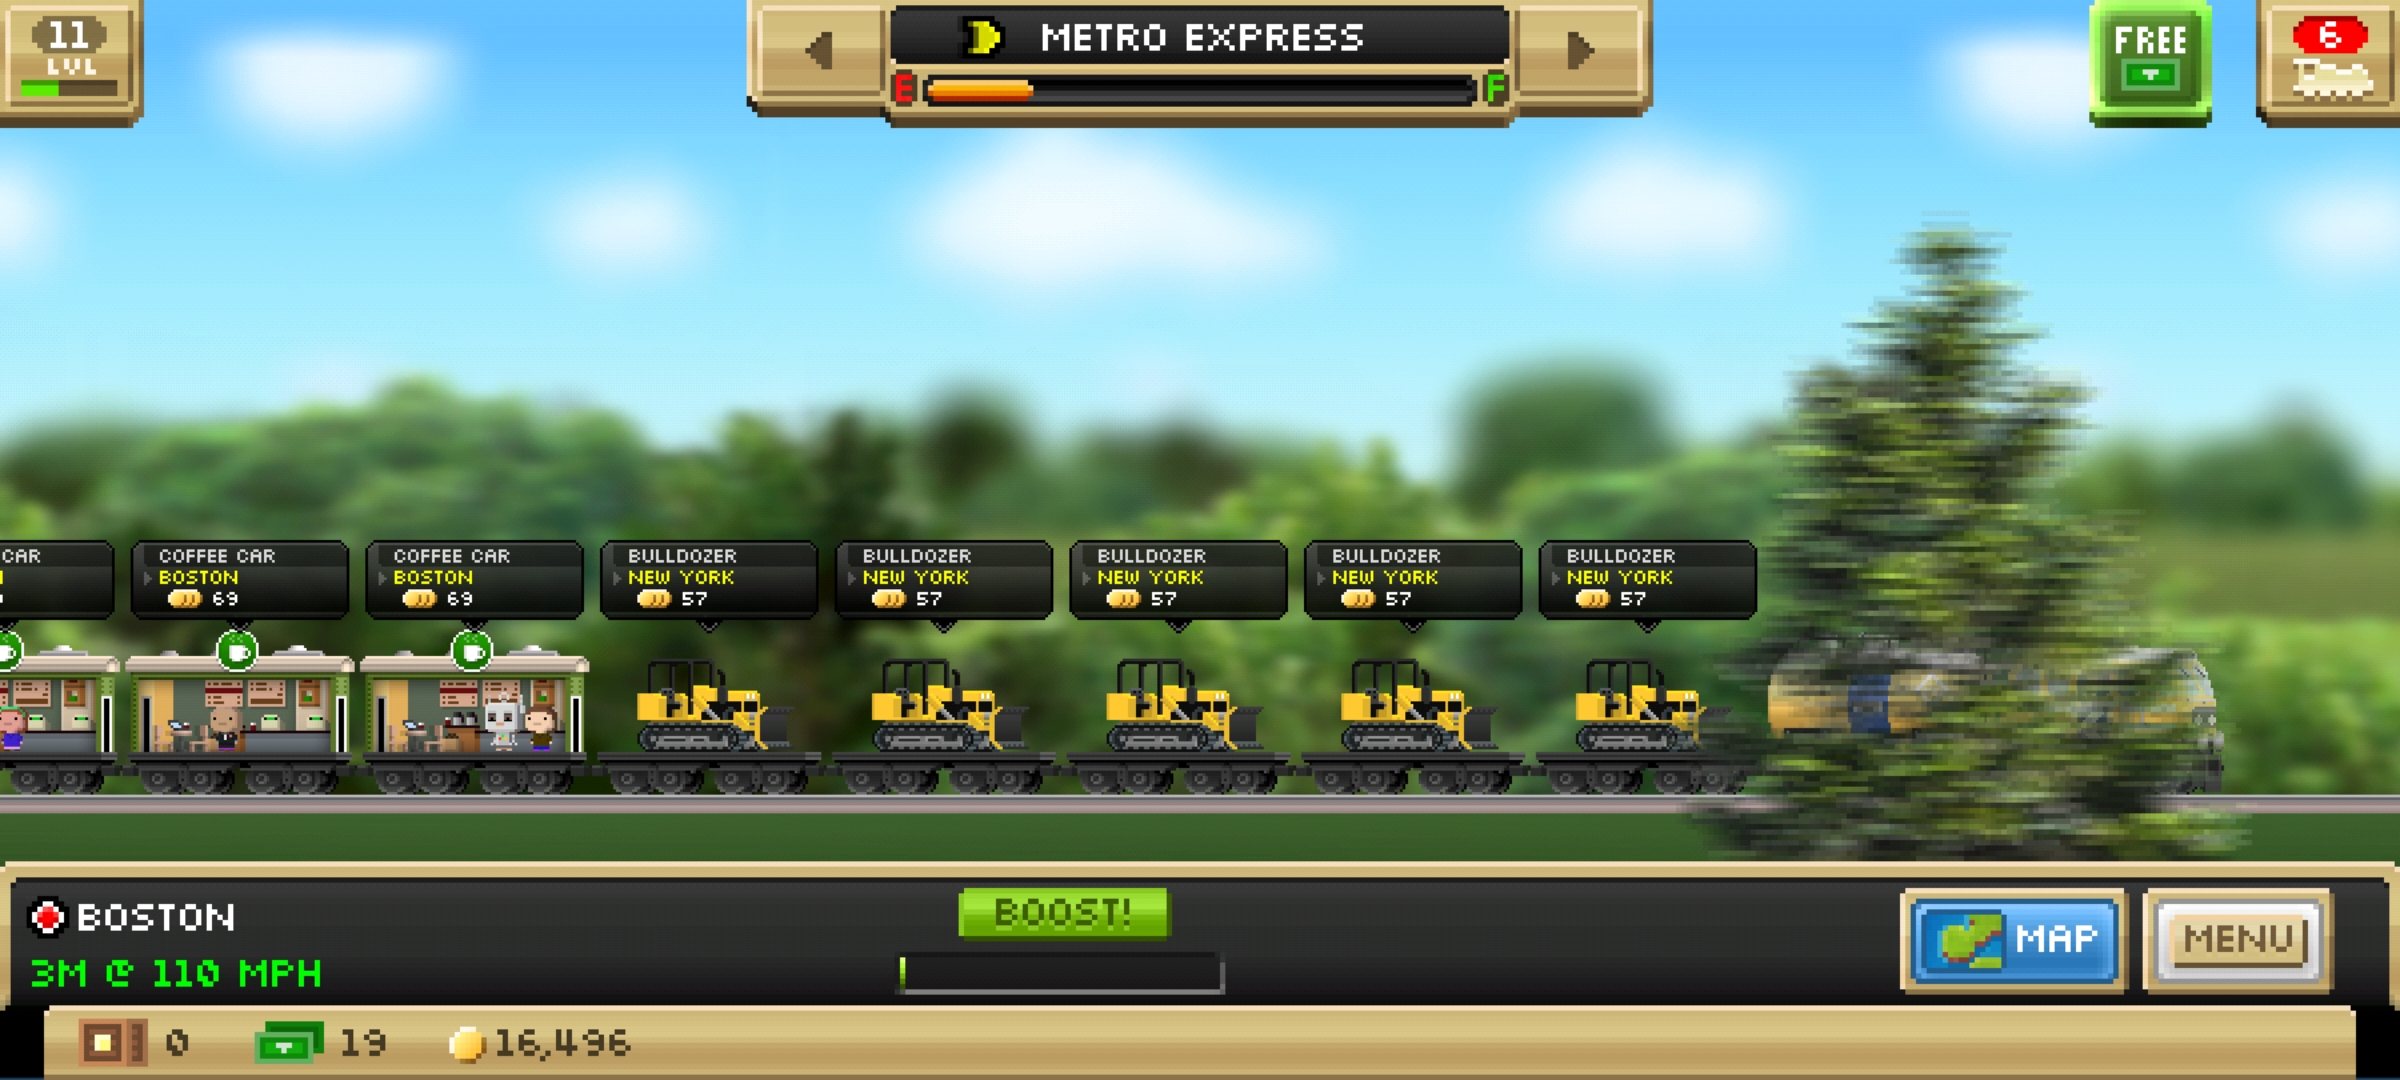 11
LVL
METRO EXPRESS
E F
FREE
6
CAR
COFFEE CAR
BOSTON
69
COFFEE CAR
BOSTON
69
BULLDOZER
NEW YORK
57
BULLDOZER
NEW YORK
57
BULLDOZER
NEW YORK
57
BULLDOZER
NEW YORK
57
BULLDOZER
NEW YORK
57
BOSTON
3M @ 110 MPH
BOOST!
MAP
MENU
0
19
16,496